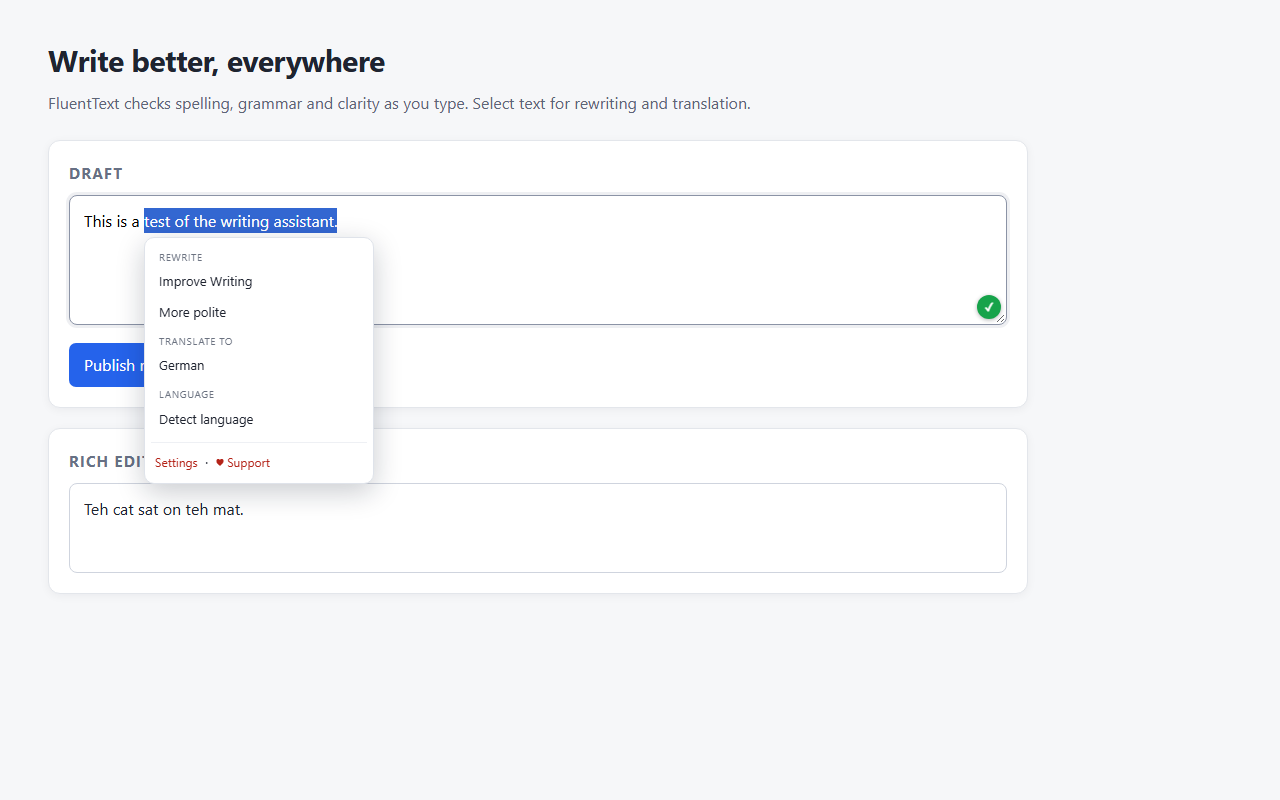 Write better, everywhere
FluentText checks spelling, grammar and clarity as you type. Select text for rewriting and translation.
DRAFT
This is a test of the writing assistant.
REWRITE
Improve Writing
More polite
TRANSLATE TO
German
Publish
LANGUAGE
Detect language
Settings · ♥ Support
RICH
Teh cat sat on teh mat.